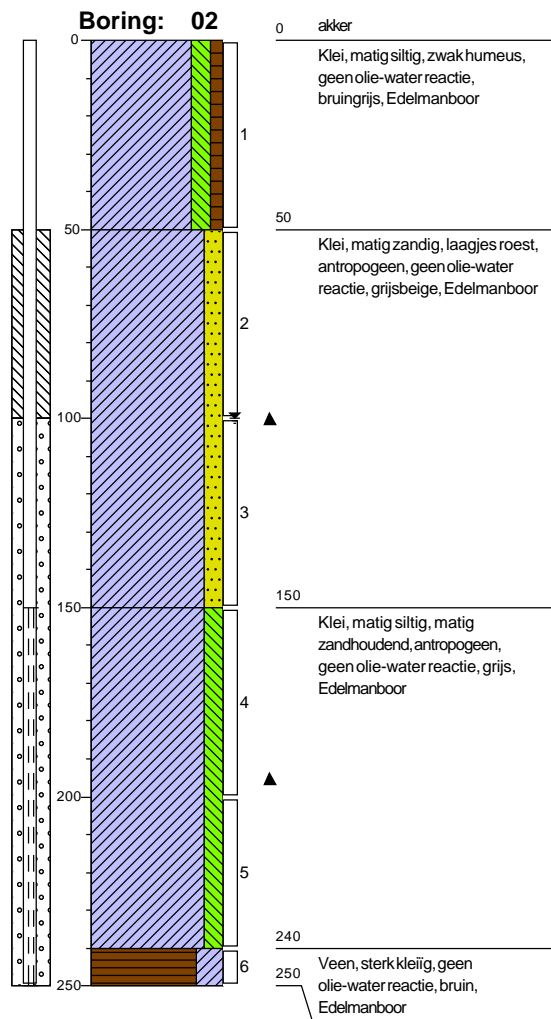 Boring: 02
0
50
100
150
200
250
1
2
3
4
5
6
0 akker
Klei, matig siltig, zwak humeus,
geen olie-water reactie,
bruingrijs, Edelmanboor
50
Klei, matig zandig, laagjes roest,
antropogeen, geen olie-water
reactie, grijsbeige, Edelmanboor
150
Klei, matig siltig, matig
zandhoudend, antropogeen,
geen olie-water reactie, grijs,
Edelmanboor
240
Veen, sterk kleiïg, geen
olie-water reactie, bruin,
Edelmanboor
250